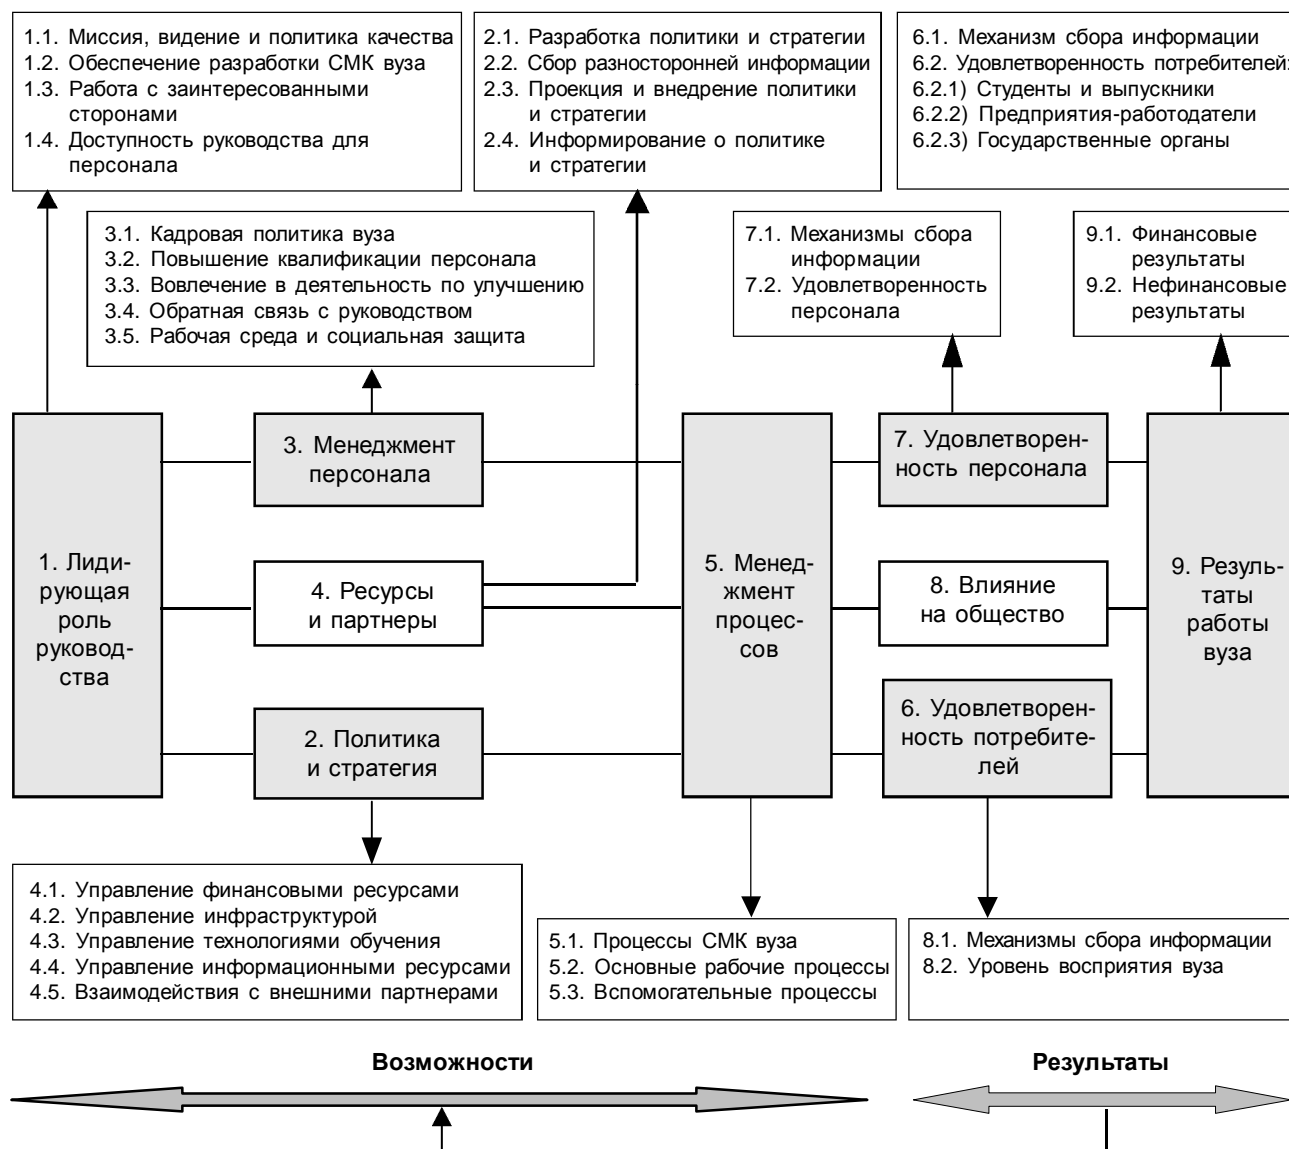 1.1. Миссия, видение и политика качества
1.2. Обеспечение разработки СМК вуза
1.3. Работа с заинтересованными
сторонами
1.4. Доступность руководства для
персонала
2.1. Разработка политики и стратегии
2.2. Сбор разносторонней информации
2.3. Проекция и внедрение политики
и стратегии
2.4. Информирование о политике
и стратегии
6.1. Механизм сбора информации
6.2. Удовлетворенность потребителей:
6.2.1) Студенты и выпускники
6.2.2) Предприятия-работодатели
6.2.3) Государственные органы
3.1. Кадровая политика вуза
3.2. Повышение квалификации персонала
3.3. Вовлечение в деятельность по улучшению
3.4. Обратная связь с руководством
3.5. Рабочая среда и социальная защита
7.1. Механизмы сбора
информации
7.2. Удовлетворенность
персонала
9.1. Финансовые
результаты
9.2. Нефинансовые
результаты
1. Лиди-
рующая
роль
руковод-
ства
3. Менеджмент
персонала
4. Ресурсы
и партнеры
2. Политика
и стратегия
5. Менед-
жмент
процес-
сов
7. Удовлетворен-
ность персонала
8. Влияние
на общество
6. Удовлетворен-
ность потребите-
лей
9. Резуль-
таты
работы
вуза
4.1. Управление финансовыми ресурсами
4.2. Управление инфраструктурой
4.3. Управление технологиями обучения
4.4. Управление информационными ресурсами
4.5. Взаимодействия с внешними партнерами
5.1. Процессы СМК вуза
5.2. Основные рабочие процессы
5.3. Вспомогательные процессы
8.1. Механизмы сбора информации
8.2. Уровень восприятия вуза
Возможности
Результаты